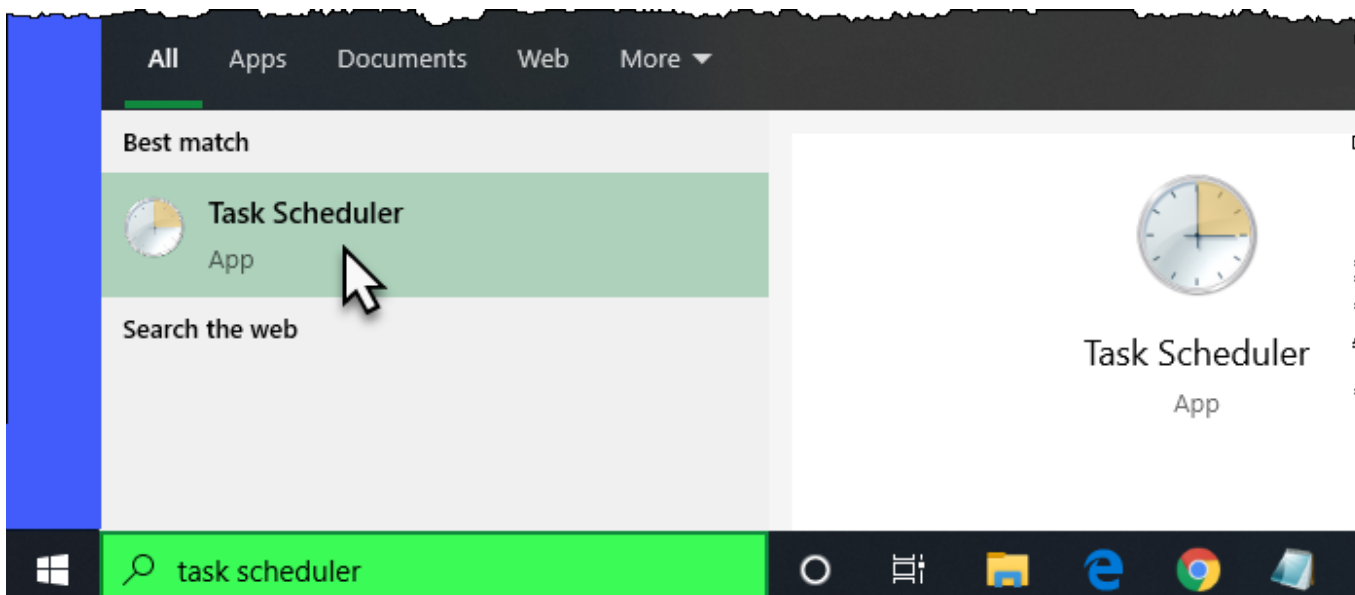 All Apps Documents Web More
Best match
Task Scheduler
App
Search the web
Task Scheduler
App
task scheduler